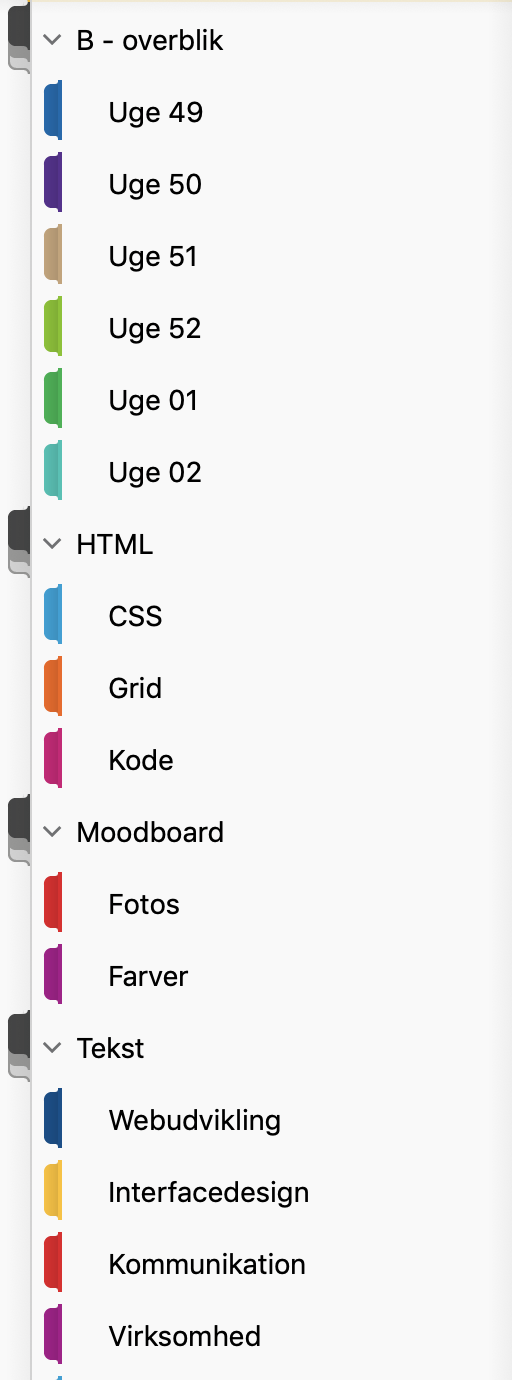 B - overblik
Uge 49
Uge 50
Uge 51
Uge 52
Uge 01
Uge 02
HTML
CSS
Grid
Kode
Moodboard
Fotos
Farver
Tekst
Webudvikling
Interfacedesign
Kommunikation
Virksomhed